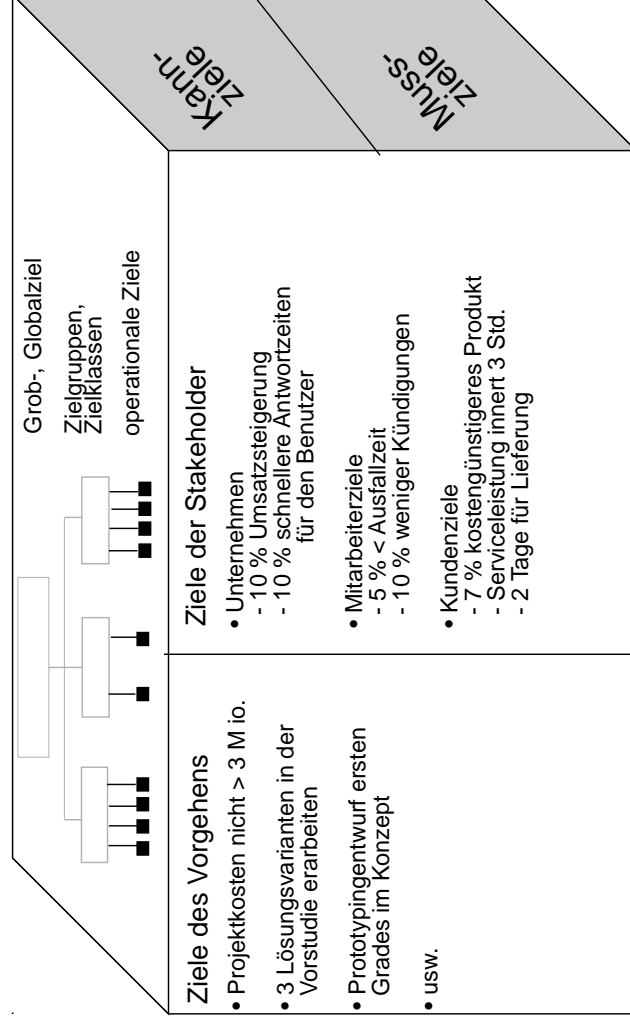 Grob-, Globalziel
Zielgruppen,
Zielklassen
operationale Ziele
Kann-
ziele
Muss-
ziele
Ziele des Vorgehens
• Projektkosten nicht > 3 M io.
• 3 Lösungsvarianten in der
Vorstudie erarbeiten
• Prototypingentwurf ersten
Grades im Konzept
• usw.
Ziele der Stakeholder
• Unternehmen
- 10 % Umsatzsteigerung
- 10 % schnellere Antwortzeiten
für den Benutzer
• Mitarbeiterziele
- 5 % < Ausfallzeit
- 10 % weniger Kündigungen
• Kundenziele
- 7 % kostengünstigeres Produkt
- Serviceleistung innert 3 Std.
- 2 Tage für Lieferung